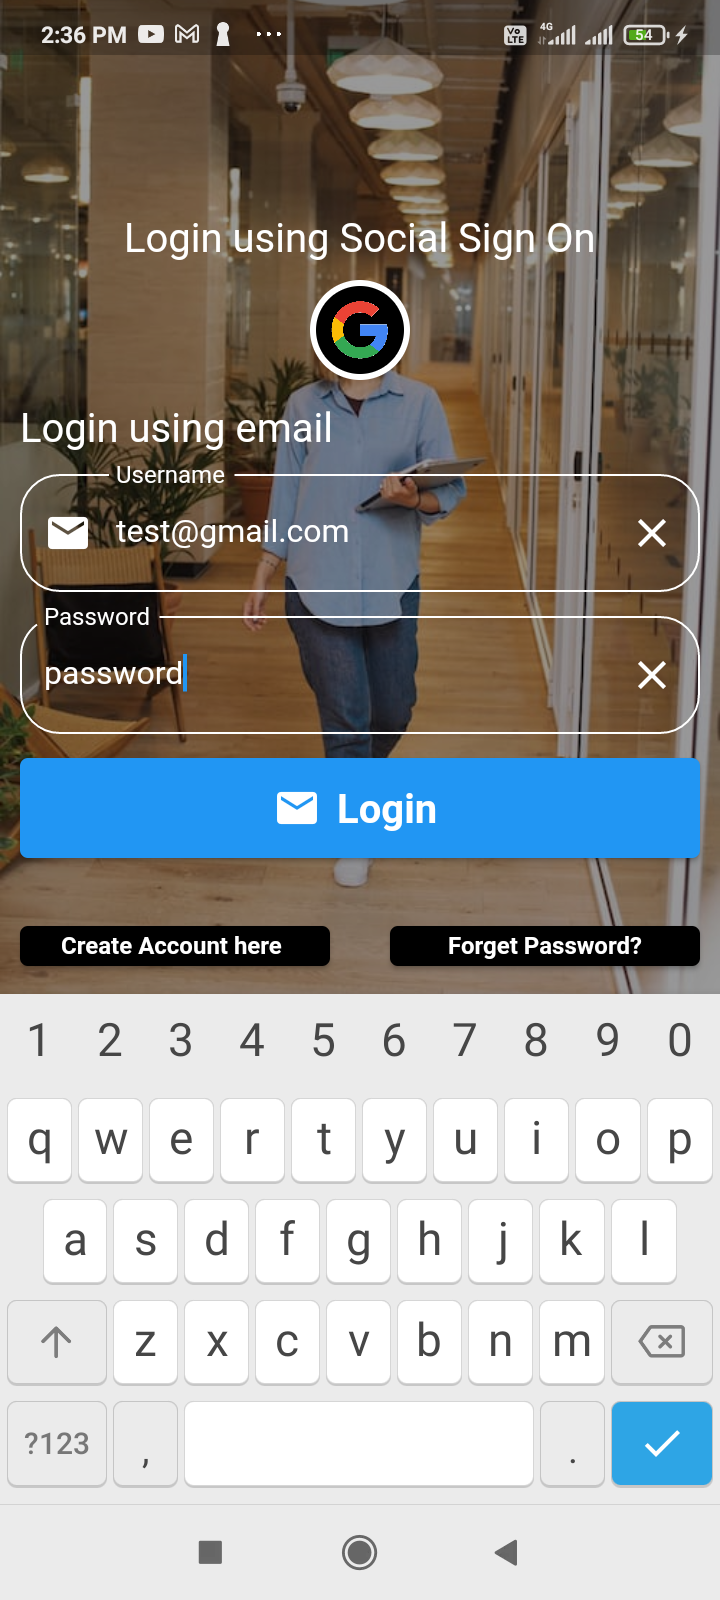 2:36 PM Vo LTE 4G 54
Login using Social Sign On
G
Login using email
Username
test@gmail.com
Password
password
Login
Create Account here Forget Password?
1 2 3 4 5 6 7 8 9 0
q w e r t y u i o p
a s d f g h j k l
z x c v b n m
?123 , .